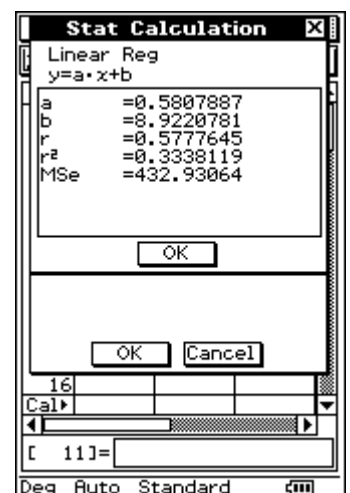 Stat Calculation
Linear Reg
y=a·x+b
a =0.5807887
b =8.9220781
r =0.5777645
r² =0.3338119
MSe =432.93064
OK
OK Cancel
16
Cal▶
[ 11]=
Deg Auto Standard